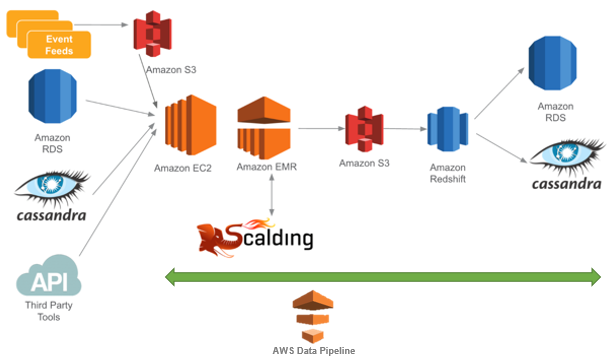 Event
Feeds
Amazon S3
Amazon
RDS
cassandra
API
Third Party
Tools
Amazon EC2
Amazon EMR
Scalding
Amazon S3
Amazon
Redshift
Amazon
RDS
cassandra
AWS Data Pipeline